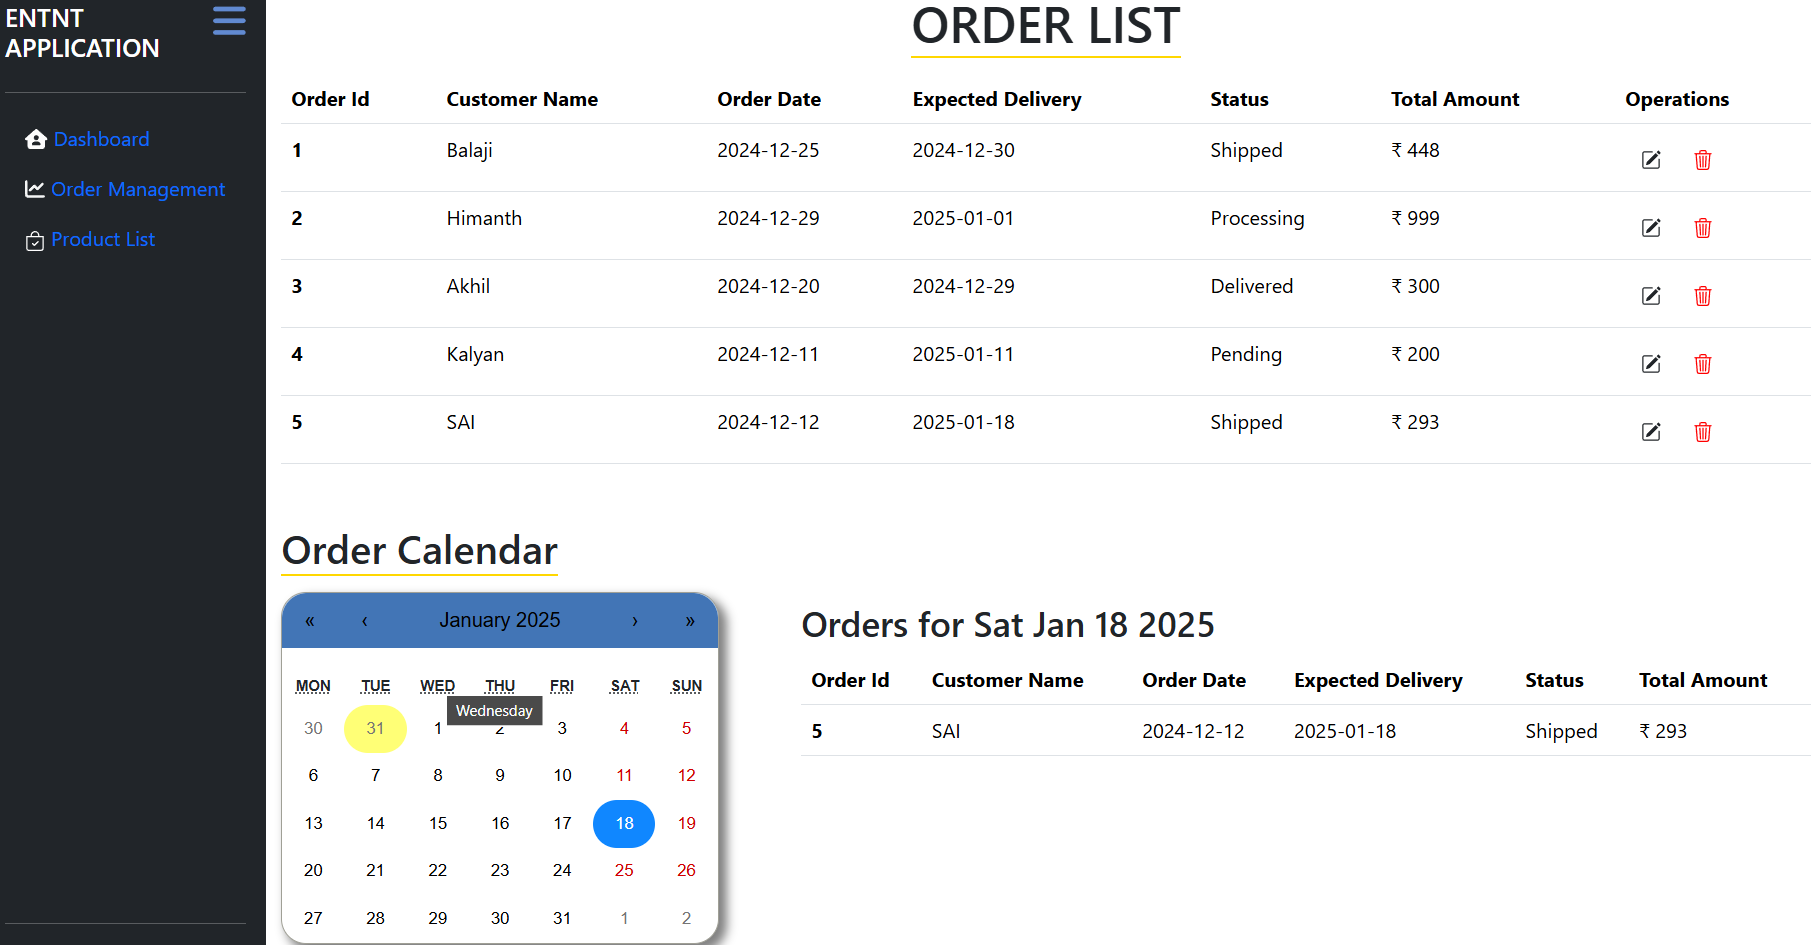 ENTNT
APPLICATION
Dashboard
Order Management
Product List
ORDER LIST
Order Id Customer Name Order Date Expected Delivery Status Total Amount Operations
1 Balaji 2024-12-25 2024-12-30 Shipped ₹ 448
2 Himanth 2024-12-29 2025-01-01 Processing ₹ 999
3 Akhil 2024-12-20 2024-12-29 Delivered ₹ 300
4 Kalyan 2024-12-11 2025-01-11 Pending ₹ 200
5 SAI 2024-12-12 2025-01-18 Shipped ₹ 293
Order Calendar
« ‹ January 2025 › »
MON TUE WED THU FRI SAT SUN
Wednesday
30 31 1 2 3 4 5
6 7 8 9 10 11 12
13 14 15 16 17 18 19
20 21 22 23 24 25 26
27 28 29 30 31 1 2
Orders for Sat Jan 18 2025
Order Id Customer Name Order Date Expected Delivery Status Total Amount
5 SAI 2024-12-12 2025-01-18 Shipped ₹ 293